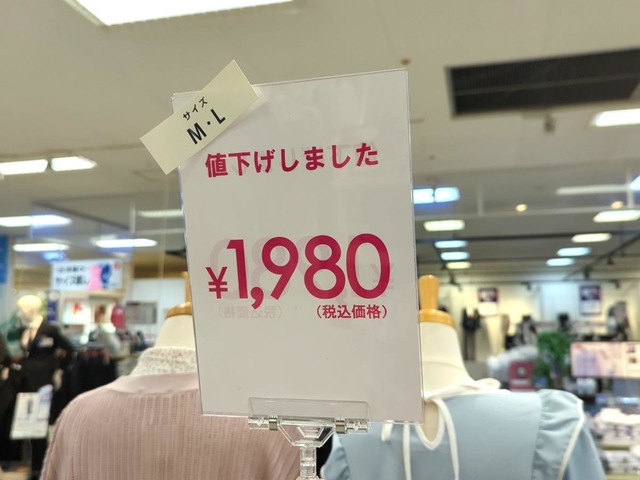 サイズ
M・L
値下げしました
¥1,980
(税込価格)